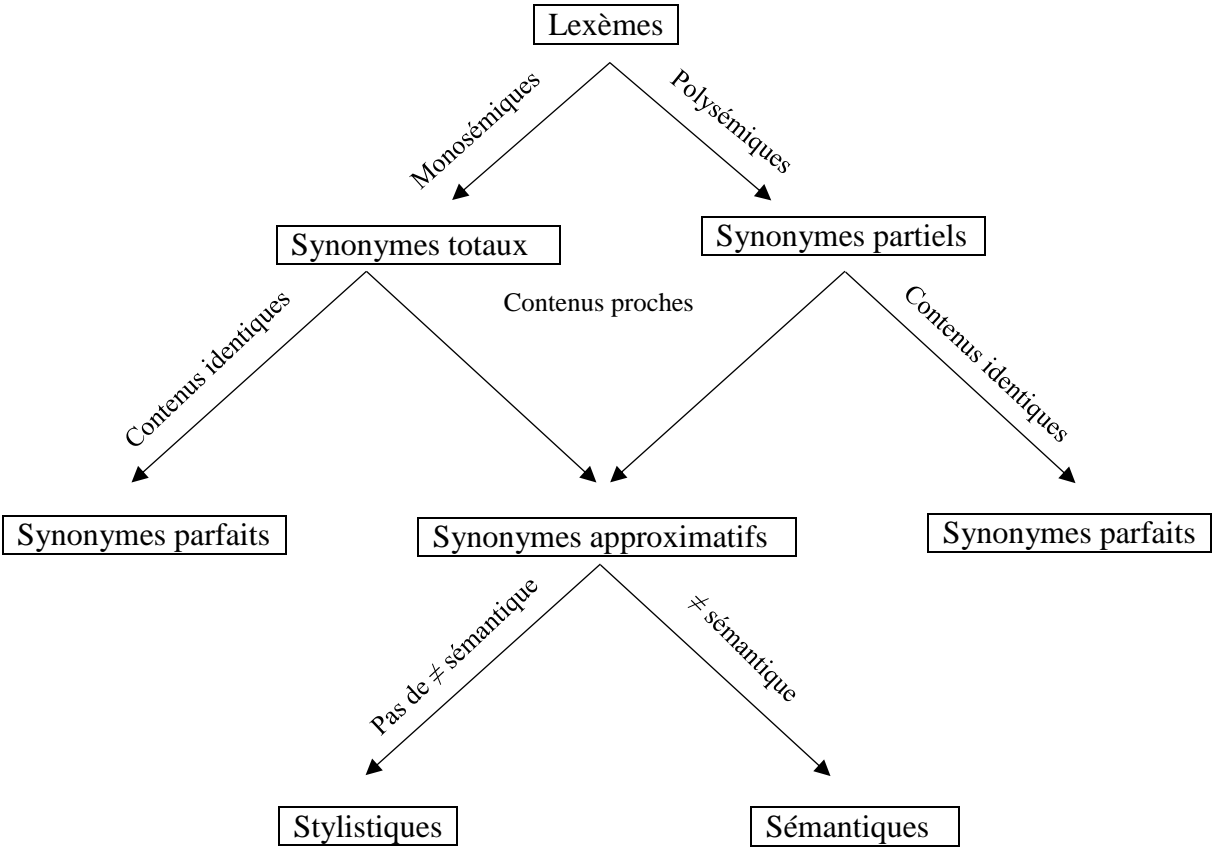 Lexèmes
Monosémiques
Polysémiques
Synonymes totaux
Synonymes partiels
Contenus identiques
Contenus proches
Contenus identiques
Synonymes parfaits
Synonymes approximatifs
Synonymes parfaits
Pas de ≠ sémantique
≠ sémantique
Stylistiques
Sémantiques